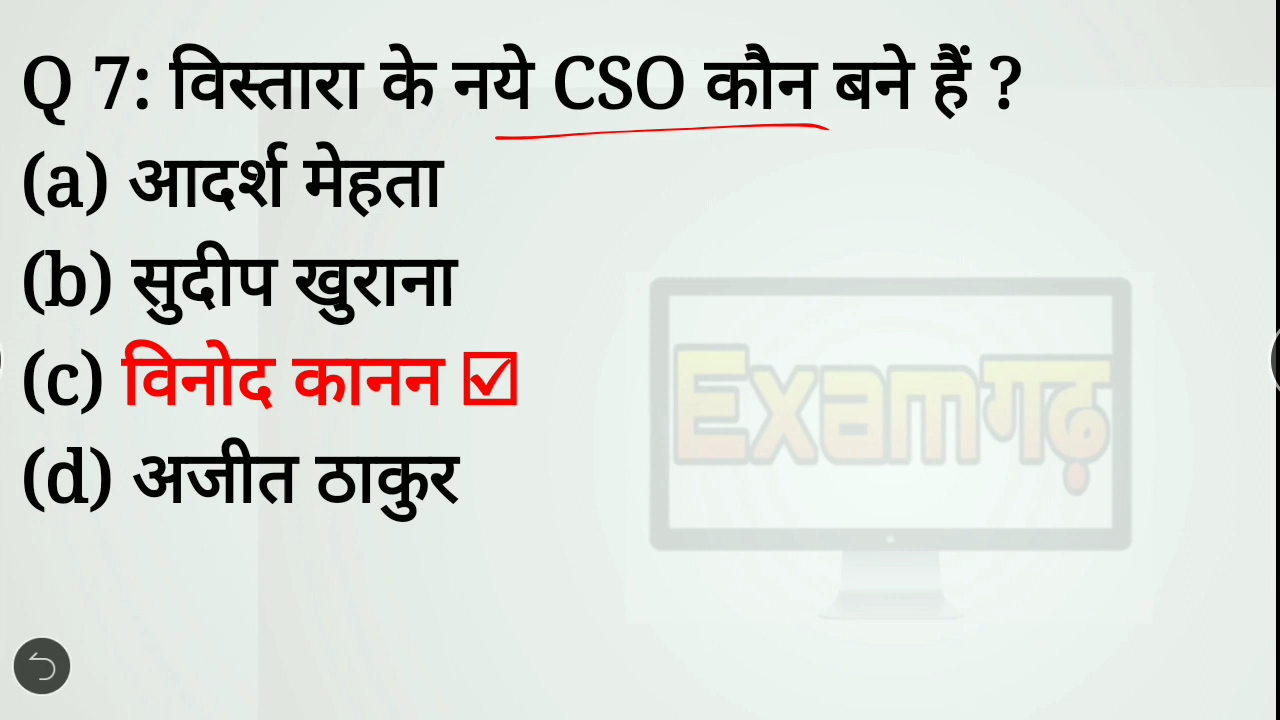 Q 7: विस्तारा के नये CSO कौन बने हैं ?
(a) आदर्श मेहता
(b) सुदीप खुराना
(c) विनोद कानन ☑
(d) अजीत ठाकुर
Examगढ़